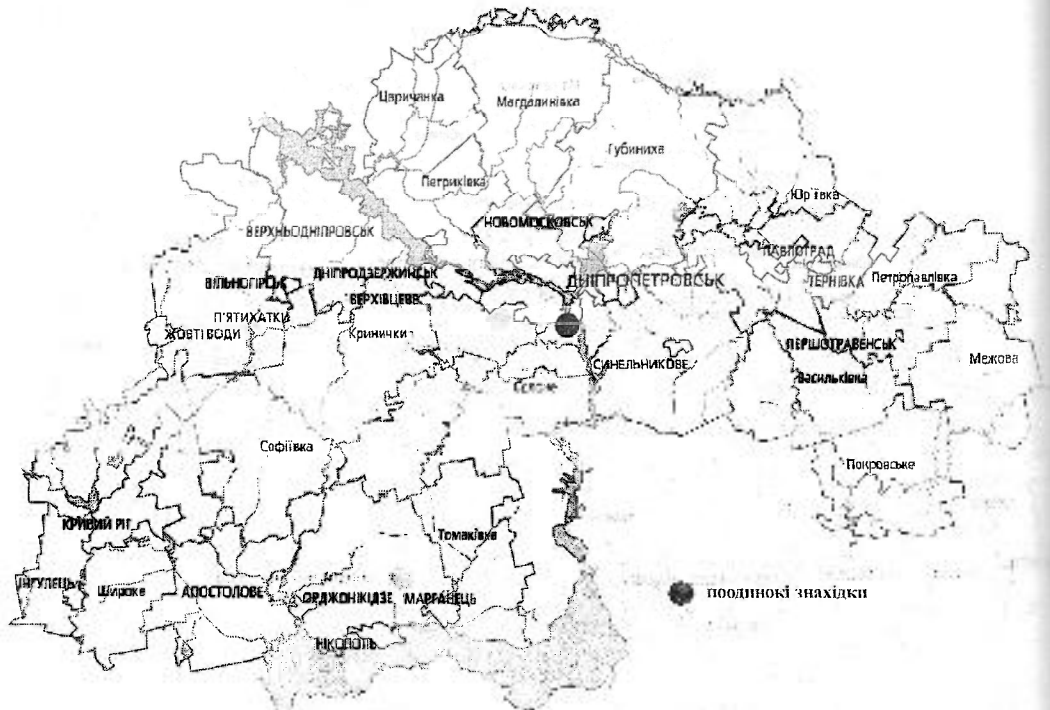 Царичанка
Магдалинівка
Губиниха
Петриківка
Юр'ївка
НОВОМОСКОВСЬК
ВЕРХНЬОДНІПРОВСЬК
ПАВЛОГРАД
ДНІПРОДЗЕРЖИНСЬК
ДНІПРОПЕТРОВСЬК
ТЕРНІВКА
Петропавлівка
ВІЛЬНОГІРСЬК
ВЕРХІВЦЕВЕ
П'ЯТИХАТКИ
ЖОВТІ ВОДИ
Кринички
ПЕРШОТРАВЕНСЬК
Межова
СИНЕЛЬНИКОВЕ
Васильківка
Солоне
Софіївка
Покровське
КРИВИЙ РІГ
Томаківка
ІНГУЛЕЦЬ
Широке
АПОСТОЛОВЕ
ОРДЖОНІКІДЗЕ
МАРГАНЕЦЬ
поодинокі знахідки
НІКОПОЛЬ